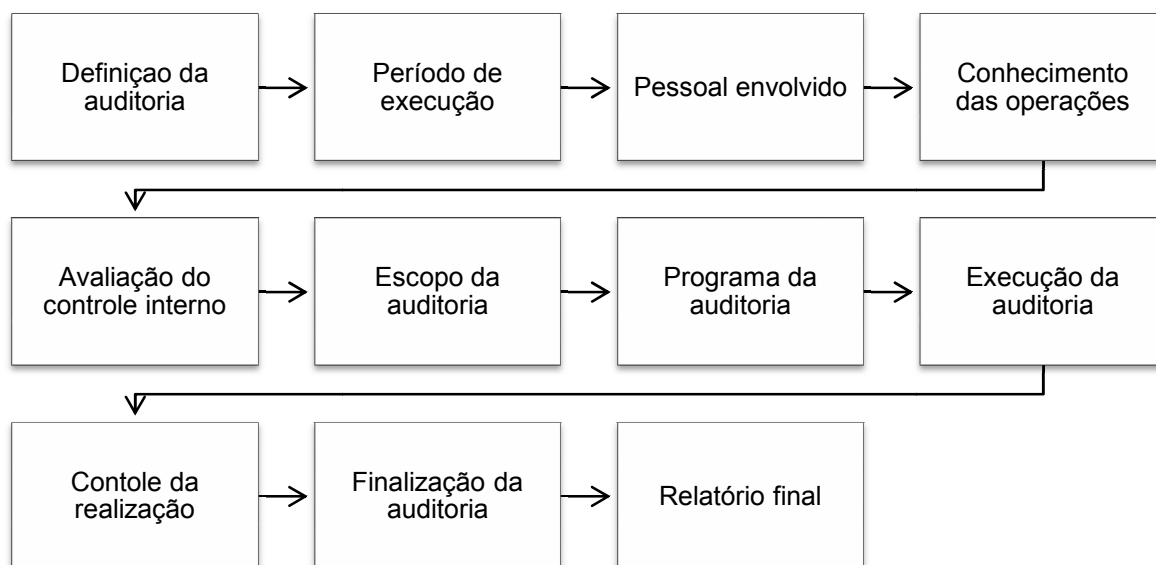 Definiçao da
auditoria
Período de
execução
Pessoal envolvido
Conhecimento
das operações
Avaliação do
controle interno
Escopo da
auditoria
Programa da
auditoria
Execução da
auditoria
Contole da
realização
Finalização da
auditoria
Relatório final